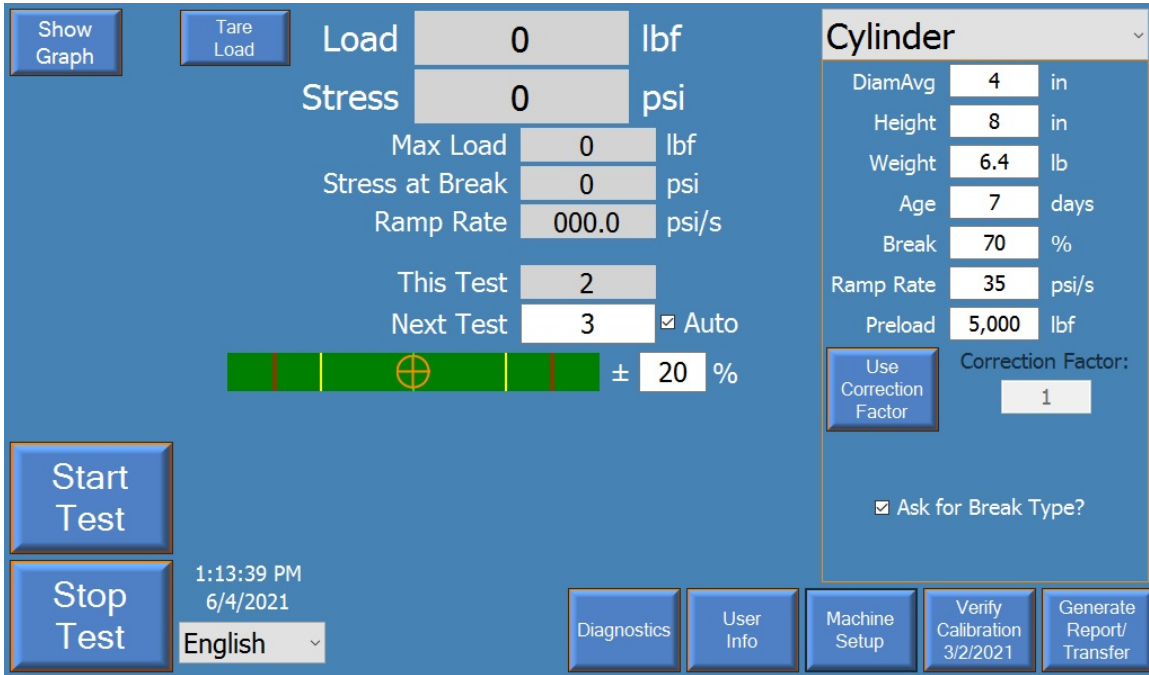 Show
Graph
Tare
Load
Load 0 lbf
Stress 0 psi
Max Load 0 lbf
Stress at Break 0 psi
Ramp Rate 000.0 psi/s
This Test 2
Next Test 3 Auto
± 20 %
Cylinder
DiamAvg 4 in
Height 8 in
Weight 6.4 lb
Age 7 days
Break 70 %
Ramp Rate 35 psi/s
Preload 5,000 lbf
Use
Correction
Factor
Correction Factor:
1
Ask for Break Type?
Start
Test
Stop
Test
1:13:39 PM
6/4/2021
English
Diagnostics
User
Info
Machine
Setup
Verify
Calibration
3/2/2021
Generate
Report/
Transfer